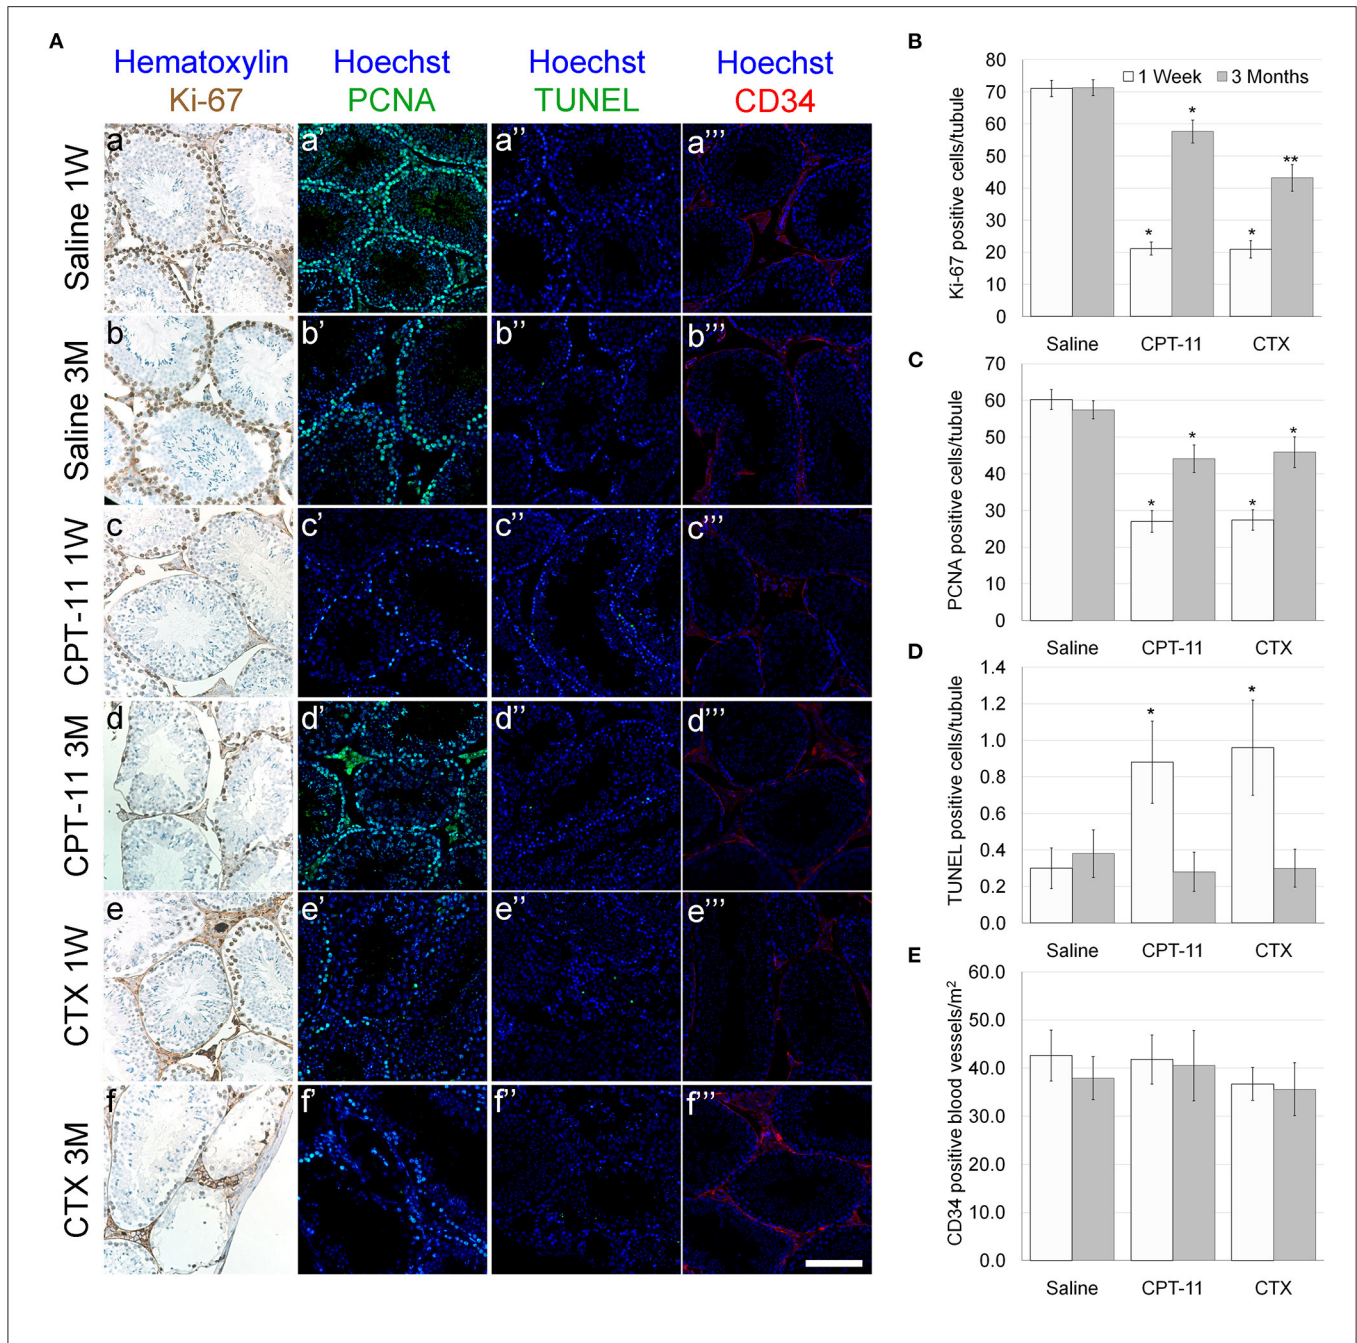 A
Hematoxylin Hoechst Hoechst Hoechst
Ki-67 PCNA TUNEL CD34
Saline 1W
a a' a'' a'''
Saline 3M
b b' b'' b'''
CPT-11 1W
c c' c'' c'''
CPT-11 3M
d d' d'' d'''
CTX 1W
e e' e'' e'''
CTX 3M
f f' f'' f'''
B
Ki-67 positive cells/tubule
80
70
60
50
40
30
20
10
0
1 Week 3 Months
* * * **
Saline CPT-11 CTX
C
PCNA positive cells/tubule
70
60
50
40
30
20
10
0
* * * *
Saline CPT-11 CTX
D
TUNEL positive cells/tubule
1.4
1.2
1.0
0.8
0.6
0.4
0.2
0.0
* *
Saline CPT-11 CTX
E
CD34 positive blood vessels/m²
60.0
50.0
40.0
30.0
20.0
10.0
0.0
Saline CPT-11 CTX